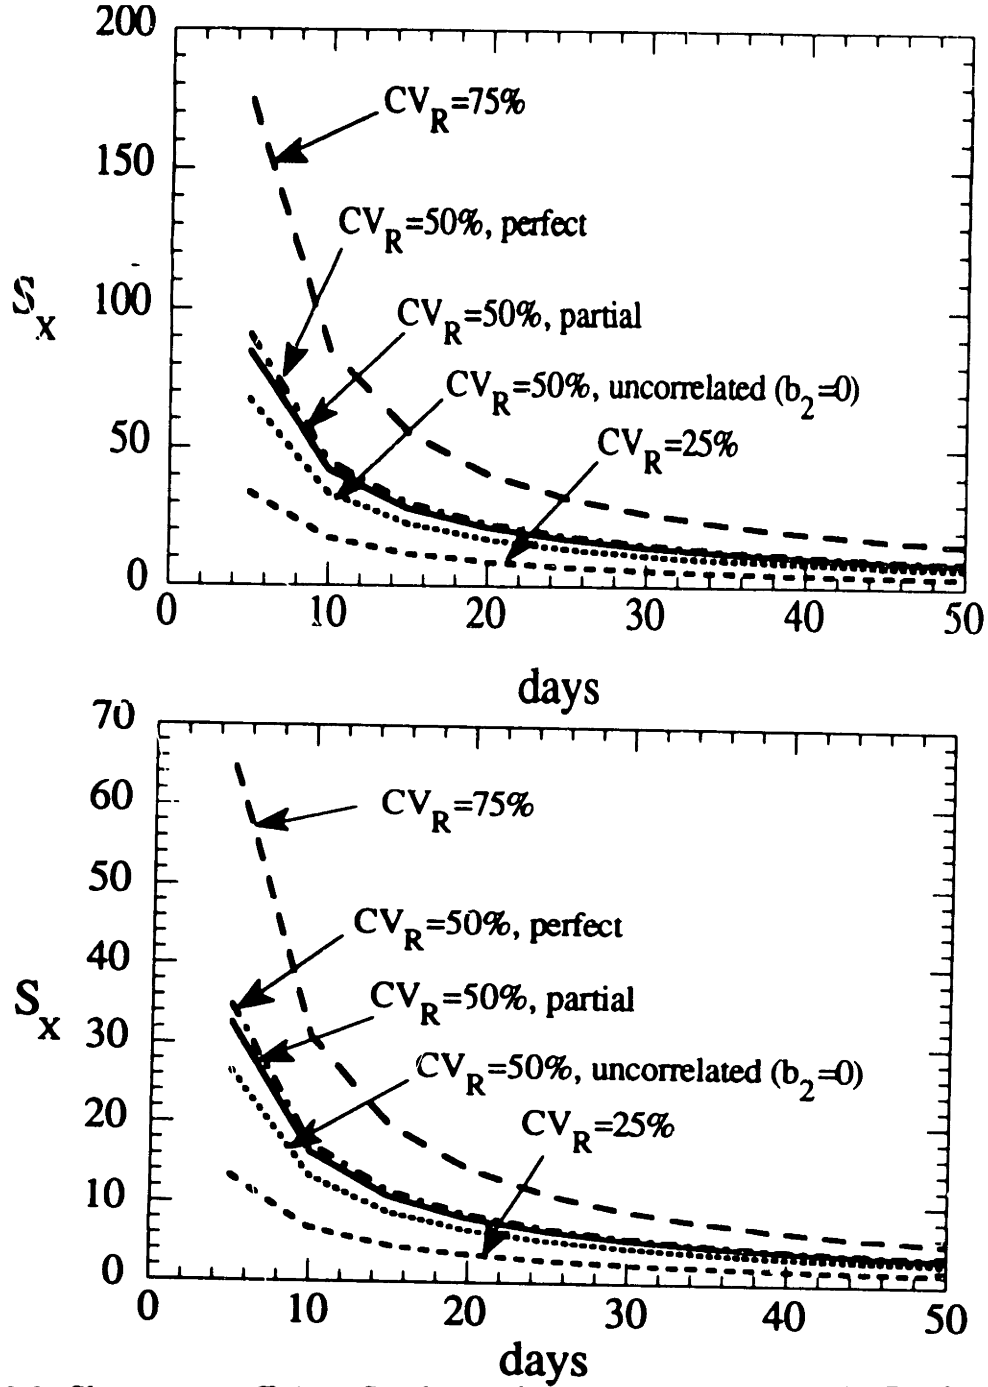 200
150
100
50
0
S_x
CV_R=75%
CV_R=50%, perfect
CV_R=50%, partial
CV_R=50%, uncorrelated (b_2=0)
CV_R=25%
0 10 20 30 40 50
days
70
60
50
40
30
20
10
0
S_x
CV_R=75%
CV_R=50%, perfect
CV_R=50%, partial
CV_R=50%, uncorrelated (b_2=0)
CV_R=25%
0 10 20 30 40 50
days